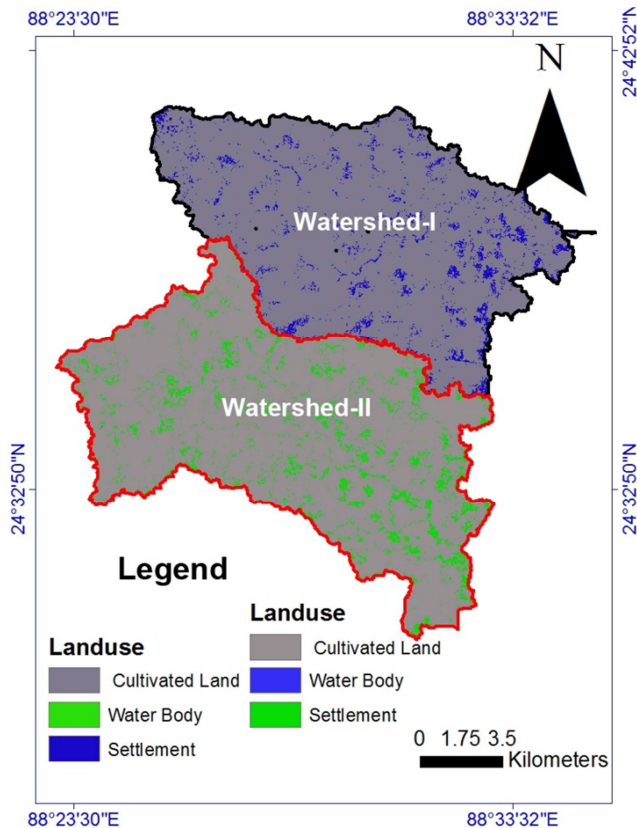 88°23'30"E
88°33'32"E
24°42'52"N
N
Watershed-I
Watershed-II
24°32'50"N
24°32'50"N
Legend
Landuse
Cultivated Land
Water Body
Settlement
Landuse
Cultivated Land
Water Body
Settlement
0 1.75 3.5
Kilometers
88°23'30"E
88°33'32"E